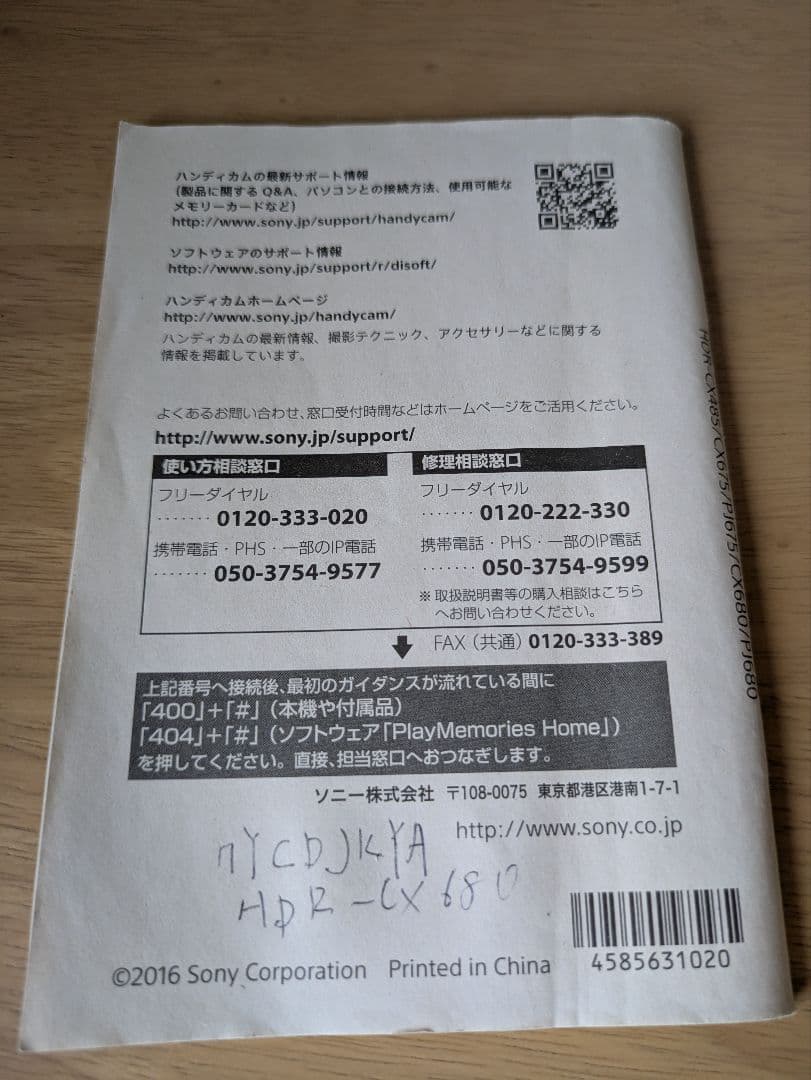 ハンディカムの最新サポート情報
(製品に関する Q&A、パソコンとの接続方法、使用可能な
メモリーカードなど)
http://www.sony.jp/support/handycam/
ソフトウェアのサポート情報
http://www.sony.jp/support/r/disoft/
ハンディカムホームページ
http://www.sony.jp/handycam/
ハンディカムの最新情報、撮影テクニック、アクセサリーなどに関する
情報を掲載しています。
よくあるお問い合わせ、窓口受付時間などはホームページをご活用ください。
http://www.sony.jp/support/
使い方相談窓口
フリーダイヤル
・・・・・・・0120-333-020
携帯電話・PHS・一部のIP電話
・・・・・・・050-3754-9577
修理相談窓口
フリーダイヤル
・・・・・・・0120-222-330
携帯電話・PHS・一部のIP電話
・・・・・・・050-3754-9599
※ 取扱説明書等の購入相談はこちら
へお問い合わせください。
FAX（共通）0120-333-389
上記番号へ接続後、最初のガイダンスが流れている間に
「400」＋「#」（本機や付属品）
「404」＋「#」（ソフトウェア「PlayMemories Home」）
を押してください。直接、担当窓口へおつなぎします。
ソニー株式会社 〒108-0075 東京都港区港南1-7-1
http://www.sony.co.jp
HDR-CX680
©2016 Sony Corporation Printed in China
4585631020
HDR-CX485/CX675/PJ675/CX680/PJ680